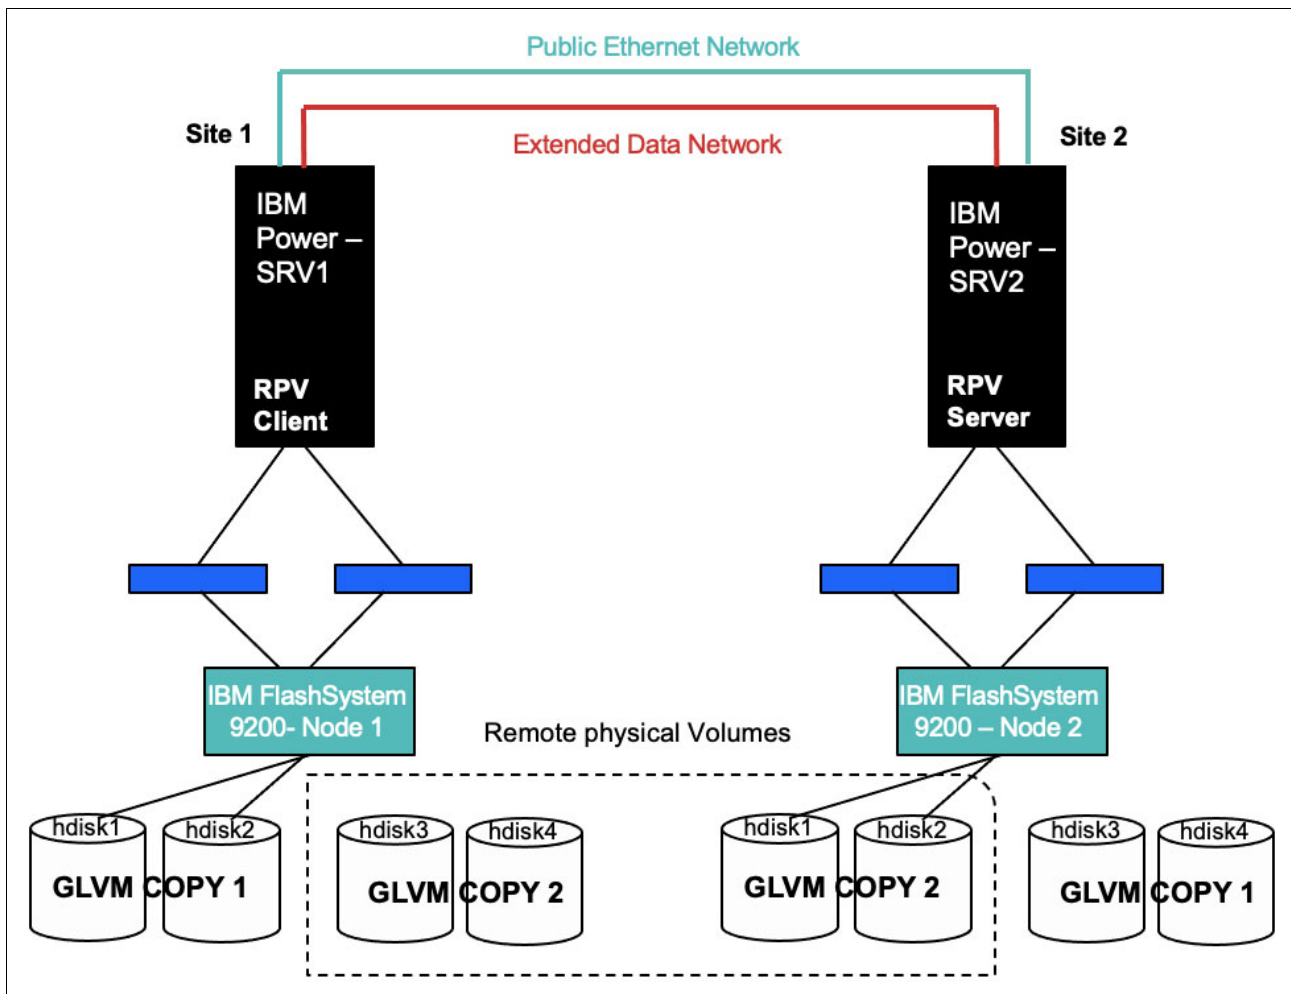 Public Ethernet Network
Site 1
Extended Data Network
Site 2
IBM
Power –
SRV1
RPV
Client
IBM
Power –
SRV2
RPV
Server
IBM FlashSystem
9200- Node 1
IBM FlashSystem
9200 – Node 2
Remote physical Volumes
hdisk1
hdisk2
GLVM COPY 1
hdisk3
hdisk4
GLVM COPY 2
hdisk1
hdisk2
GLVM COPY 2
hdisk3
hdisk4
GLVM COPY 1